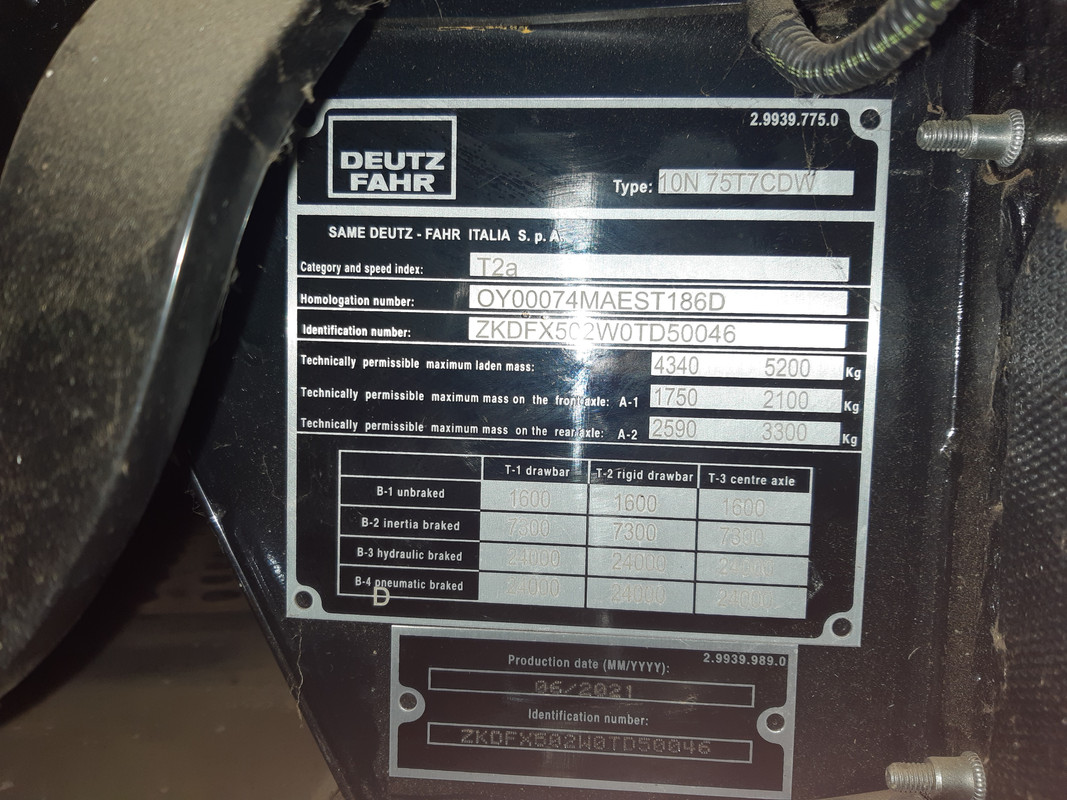 2.9939.775.0
DEUTZ
FAHR
Type: 10N 75T7CDW
SAME DEUTZ - FAHR ITALIA S. p. A.
Category and speed index: T2a
Homologation number: OY00074MAEST186D
Identification number: ZKDFX502W0TD50046
Technically permissible maximum laden mass: 4340 5200 Kg
Technically permissible maximum mass on the front axle: A-1 1750 2100 Kg
Technically permissible maximum mass on the rear axle: A-2 2590 3300 Kg
T-1 drawbar T-2 rigid drawbar T-3 centre axle
B-1 unbraked 1600 1600 1600
B-2 inertia braked 7300 7300 7300
B-3 hydraulic braked 24000 24000
B-4 pneumatic braked 24000 24000
D
2.9939.989.0
Production date (MM/YYYY):
06/2021
Identification number:
ZKDFX502W0TD50046